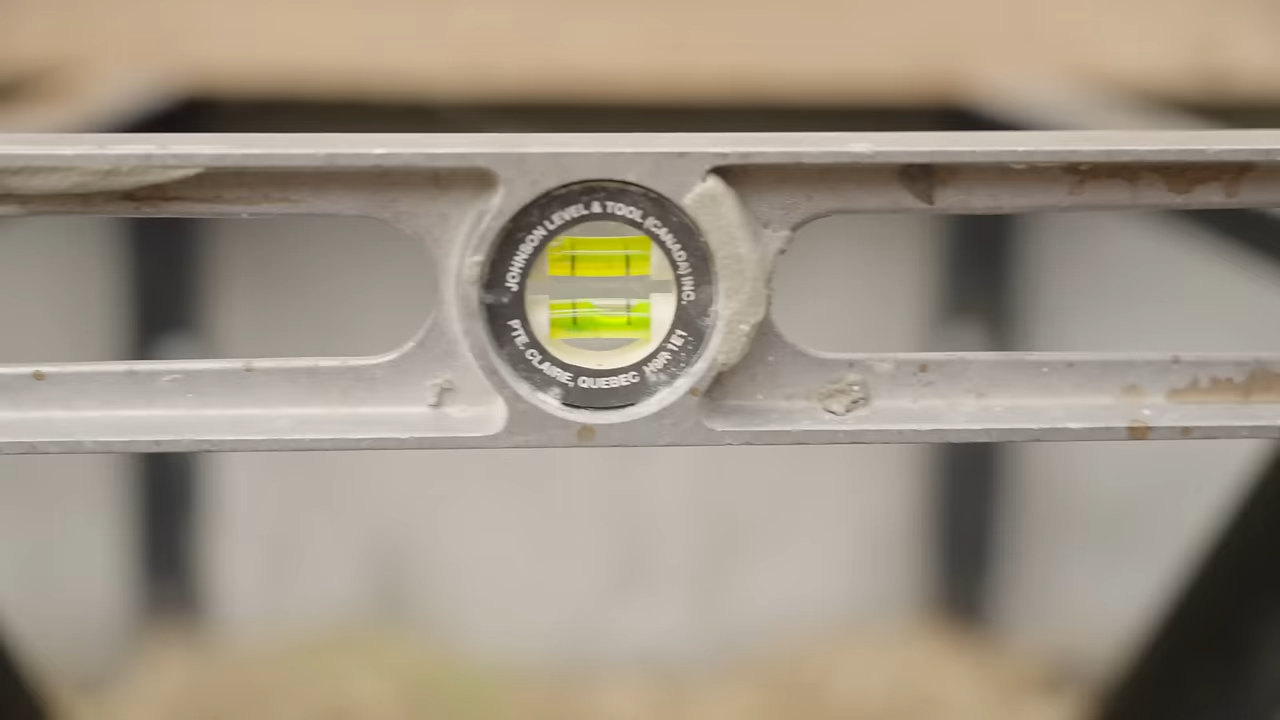 JOHNSON LEVEL & TOOL (CANADA) INC.
PTE. CLAIRE, QUEBEC H9R 1E1